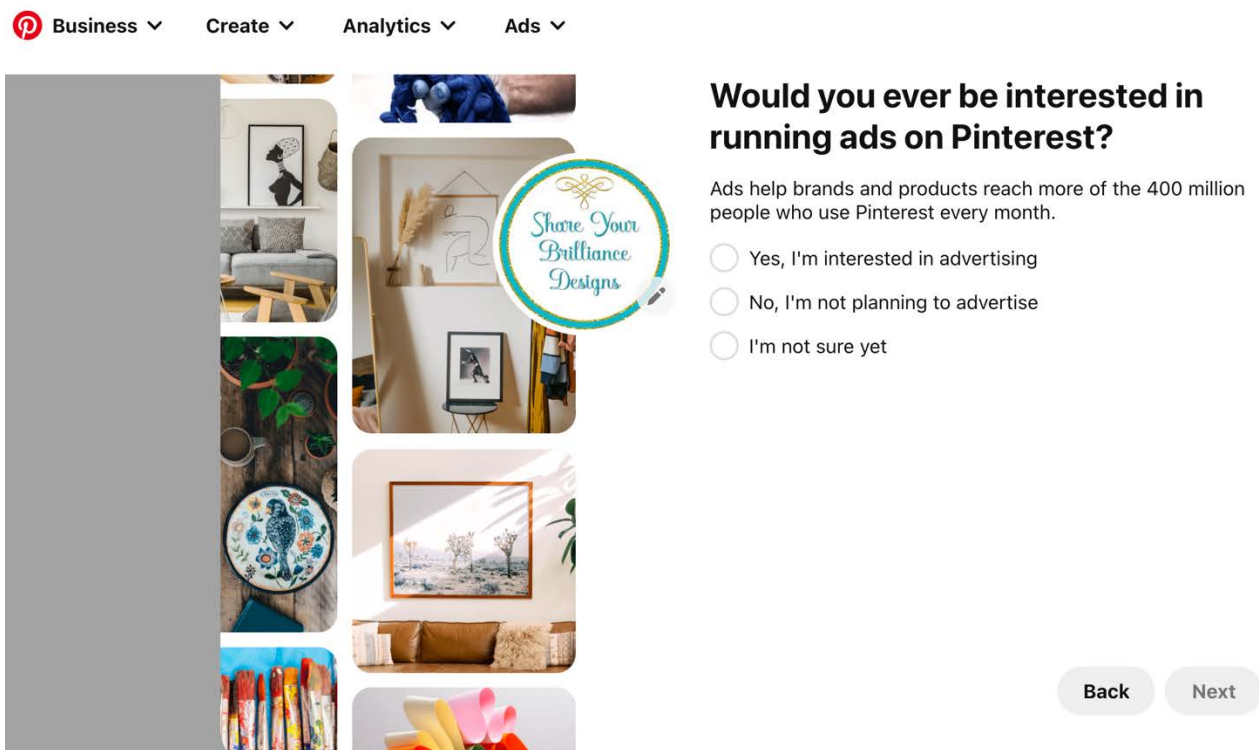 Business
Create
Analytics
Ads
Share Your
Brilliance
Designs
Would you ever be interested in
running ads on Pinterest?
Ads help brands and products reach more of the 400 million
people who use Pinterest every month.
Yes, I'm interested in advertising
No, I'm not planning to advertise
I'm not sure yet
Back
Next